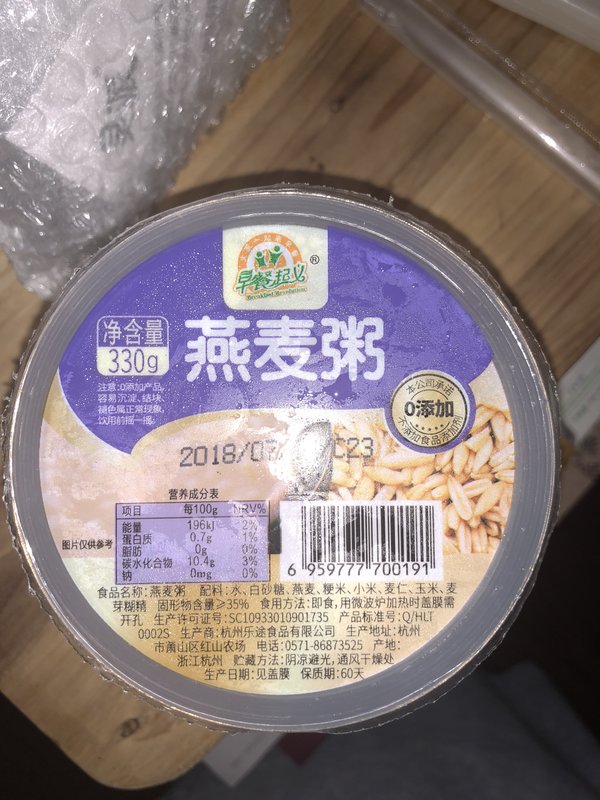 大家一起来早餐
早餐起义®
Breakfast Revolution
净含量
330g
燕麦粥
注意:0添加产品,
容易沉淀、结块、
褪色属正常现象,
饮用前摇一摇。
本公司承诺
0添加
不添加食品添加剂
2018/07
C23
营养成分表
项目 每100g NRV%
能量 196kJ 2%
蛋白质 0.7g 1%
脂肪 0g 0%
碳水化合物 10.4g 3%
钠 0mg 0%
图片仅供参考
6 959777 700191
食品名称:燕麦粥 配料:水、白砂糖、燕麦、粳米、小米、麦仁、玉米、麦
芽糊精 固形物含量≥35% 食用方法:即食,用微波炉加热时盖膜需
开孔 生产许可证号:SC10933010901735 产品标准号:Q/HLT
0002S 生产商:杭州乐途食品有限公司 生产地址:杭州
市萧山区红山农场 电话:0571-86873525 产地:
浙江杭州 贮藏方法:阴凉避光,通风干燥处
生产日期:见盖膜 保质期:60天